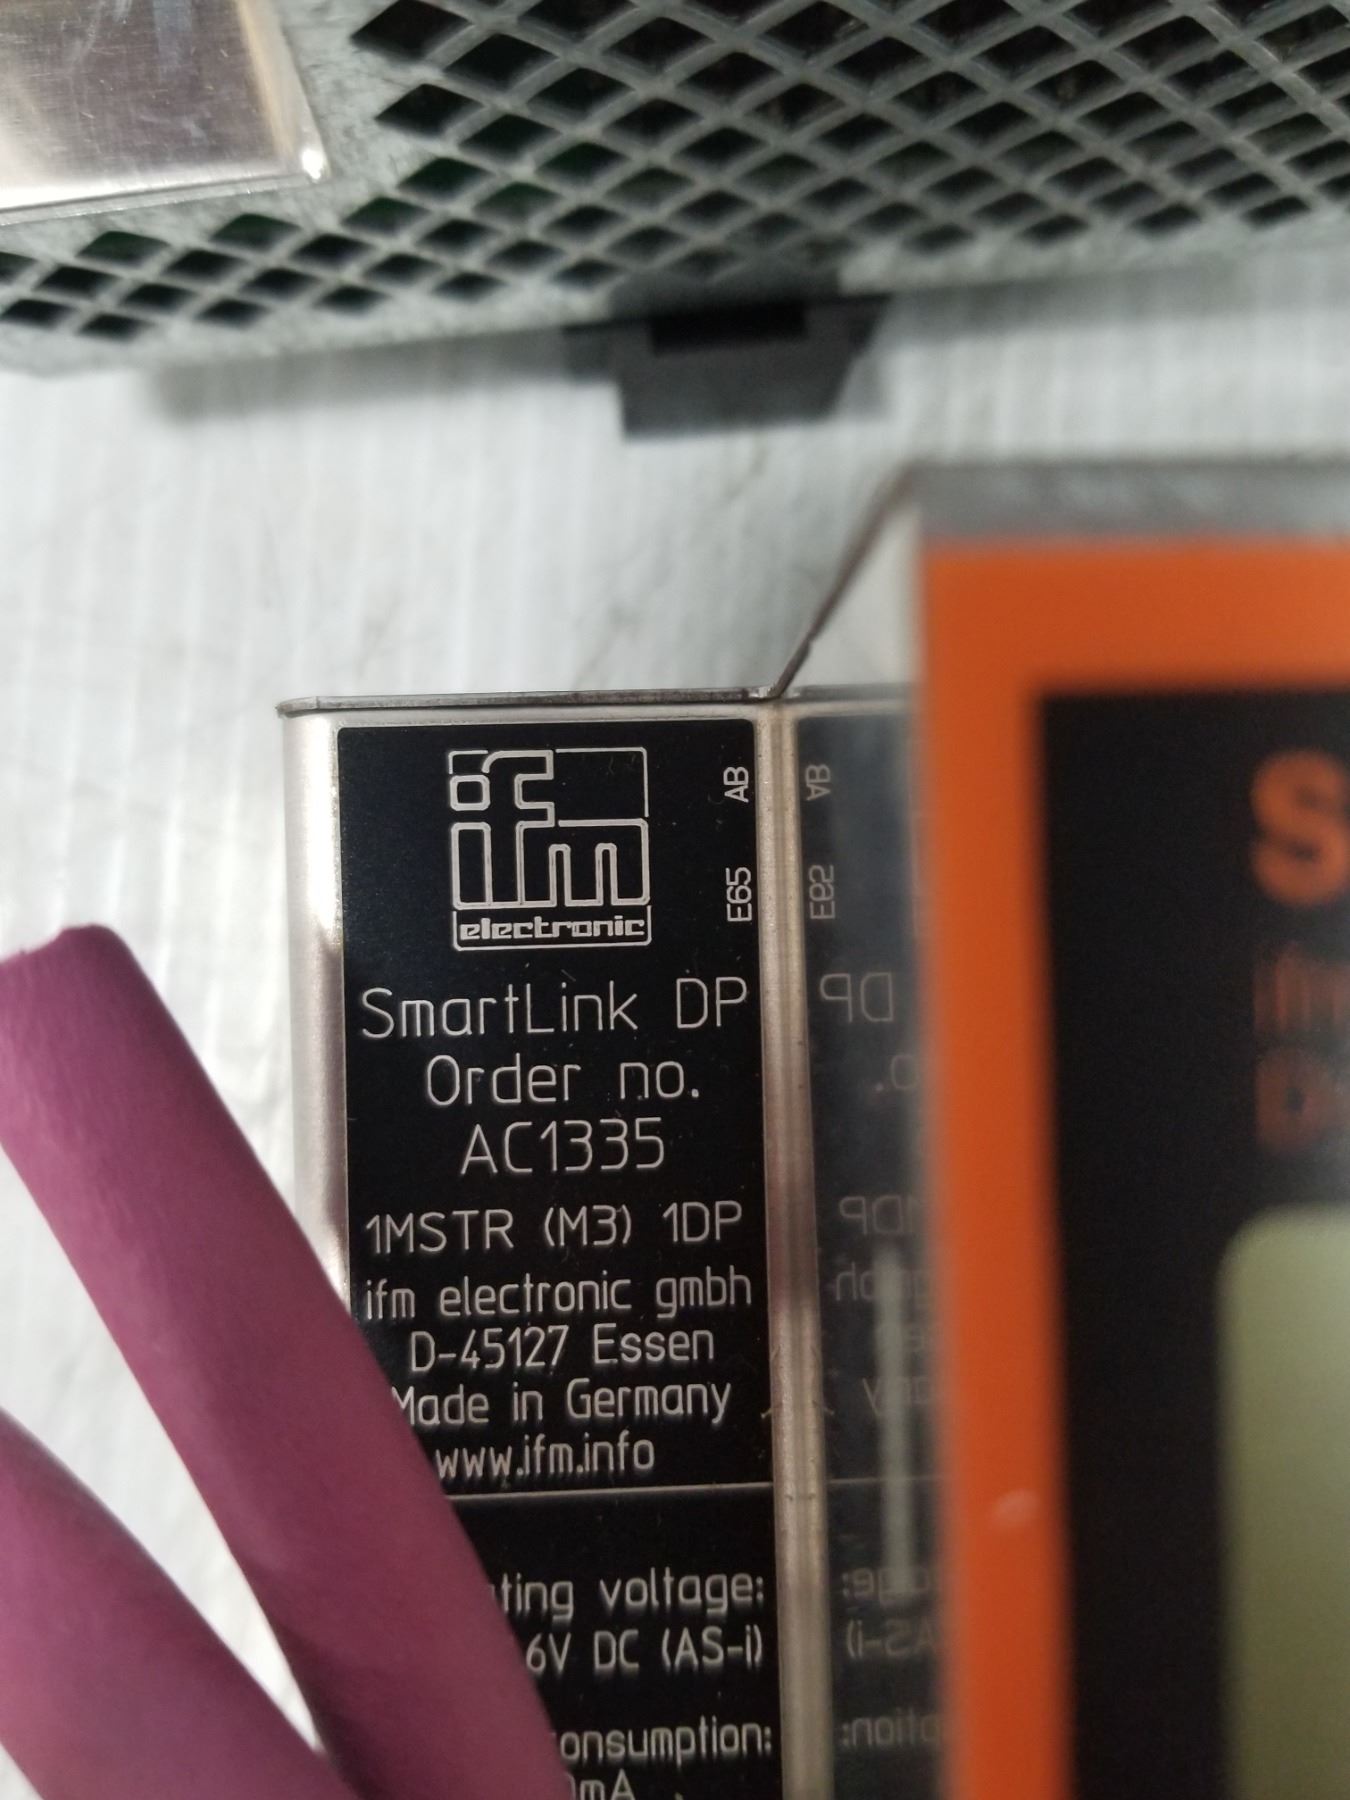 ifm
electronic
AB
E65
SmartLink DP
Order no.
AC1335
1MSTR (M3) 1DP
ifm electronic gmbh
D-45127 Essen
Made in Germany
www.ifm.info
ting voltage:
6V DC (AS-i)
onsumption:
mA
S